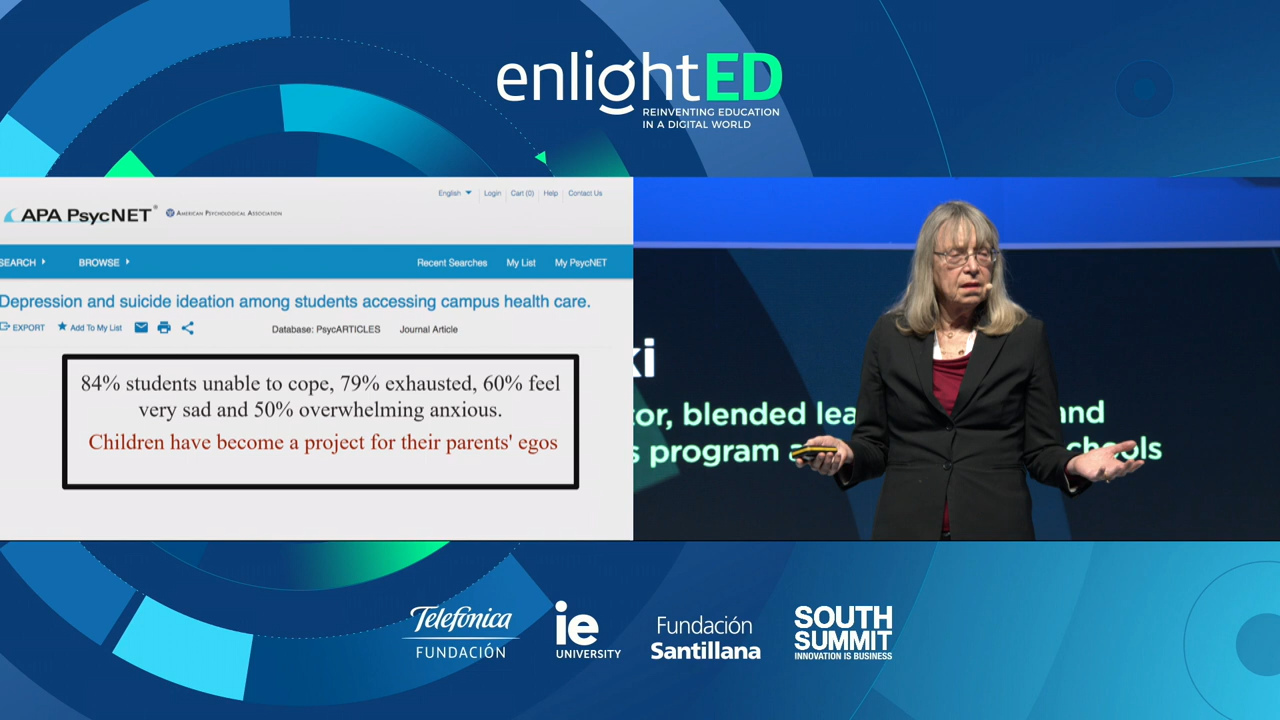 enlightED
REINVENTING EDUCATION
IN A DIGITAL WORLD
English
Login
Cart (0)
Help
Contact Us
APA PsycNET®
AMERICAN PSYCHOLOGICAL ASSOCIATION
SEARCH
BROWSE
Recent Searches
My List
My PsycNET
Depression and suicide ideation among students accessing campus health care.
EXPORT
Add To My List
Database: PsycARTICLES
Journal Article
84% students unable to cope, 79% exhausted, 60% feel
very sad and 50% overwhelming anxious.
Children have become a project for their parents' egos
ki
tor, blended lea and
s program a chools
Telefónica
FUNDACIÓN
ie
UNIVERSITY
Fundación
Santillana
SOUTH
SUMMIT
INNOVATION IS BUSINESS